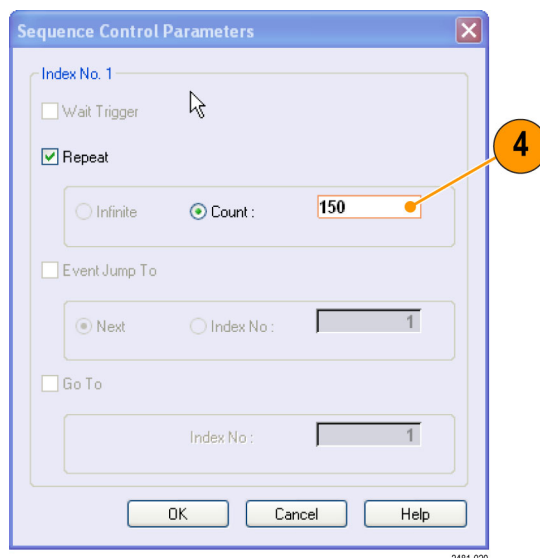 Sequence Control Parameters
Index No. 1
Wait Trigger
Repeat
4
Infinite Count : 150
Event Jump To
Next Index No : 1
Go To
Index No : 1
OK Cancel Help